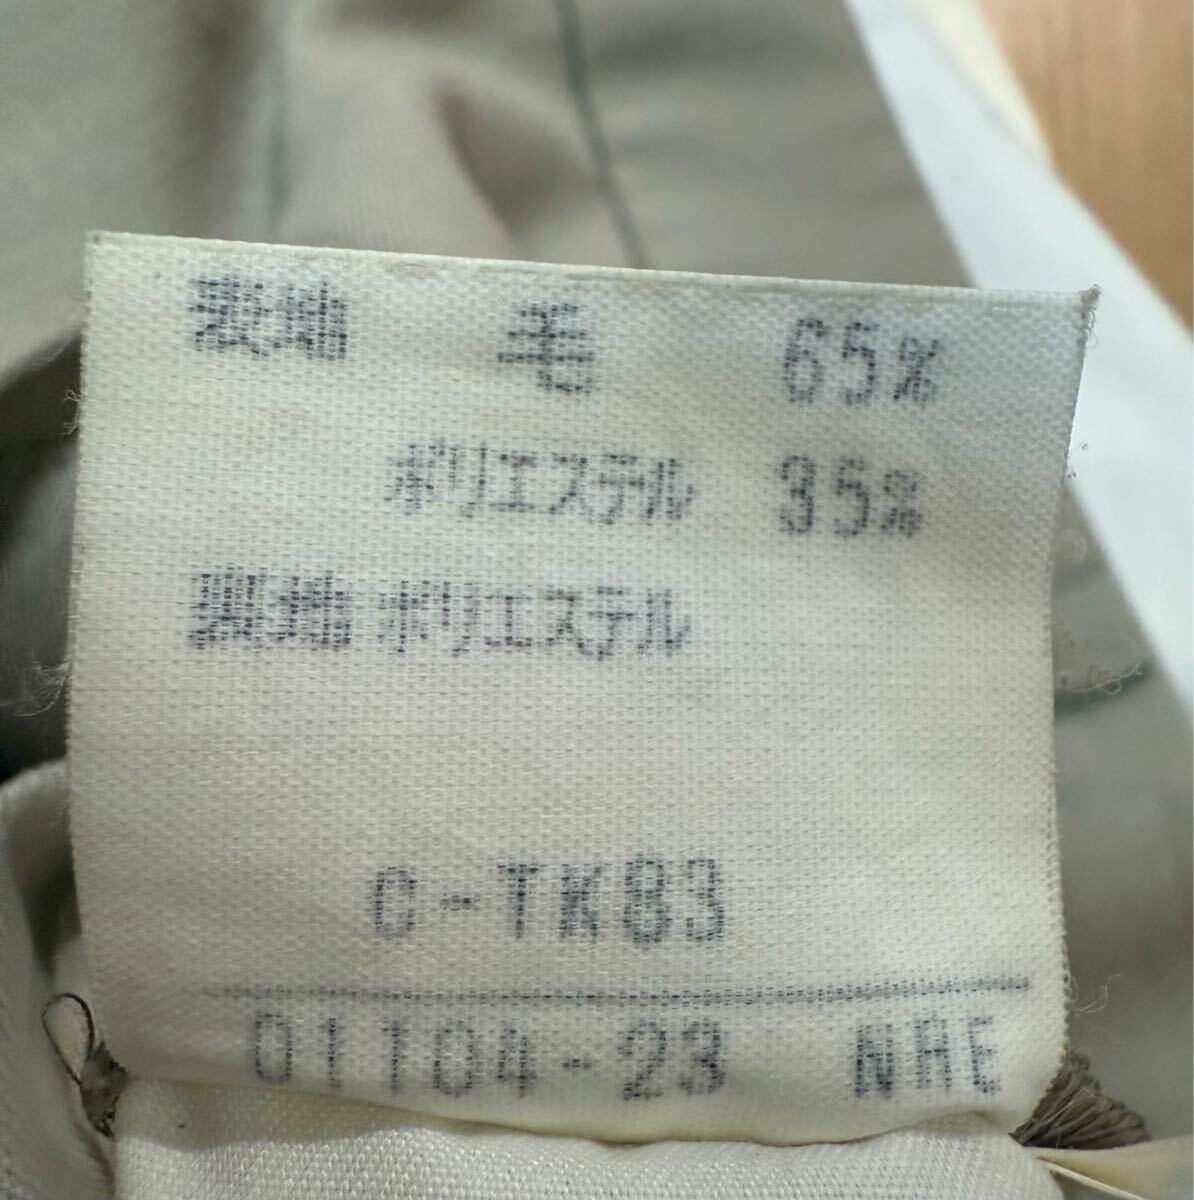 表地 毛 65%
ポリエステル 35%
裏地 ポリエステル
C-TK83
01104-23 NHE